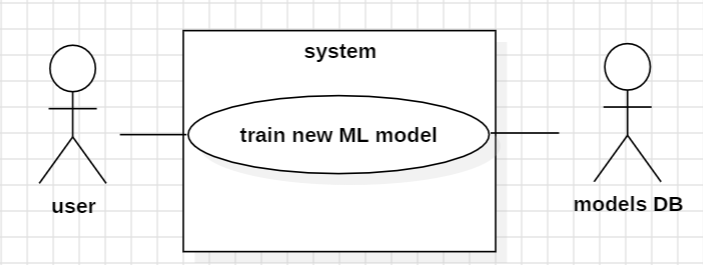 system
train new ML model
user
models DB